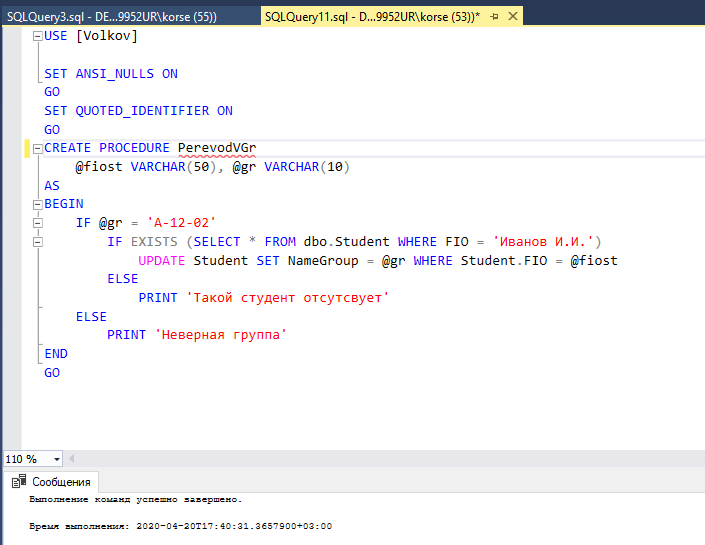 SQLQuery3.sql - DE...9952UR\korse (55))
SQLQuery11.sql - D...9952UR\korse (53))*
USE [Volkov]
SET ANSI_NULLS ON
GO
SET QUOTED_IDENTIFIER ON
GO
CREATE PROCEDURE PerevodVGr
@fiost VARCHAR(50), @gr VARCHAR(10)
AS
BEGIN
IF @gr = 'А-12-02'
IF EXISTS (SELECT * FROM dbo.Student WHERE FIO = 'Иванов И.И.')
UPDATE Student SET NameGroup = @gr WHERE Student.FIO = @fiost
ELSE
PRINT 'Такой студент отсутсвует'
ELSE
PRINT 'Неверная группа'
END
GO
110 %
Сообщения
Выполнение команд успешно завершено.
Время выполнения: 2020-04-20T17:40:31.3657900+03:00